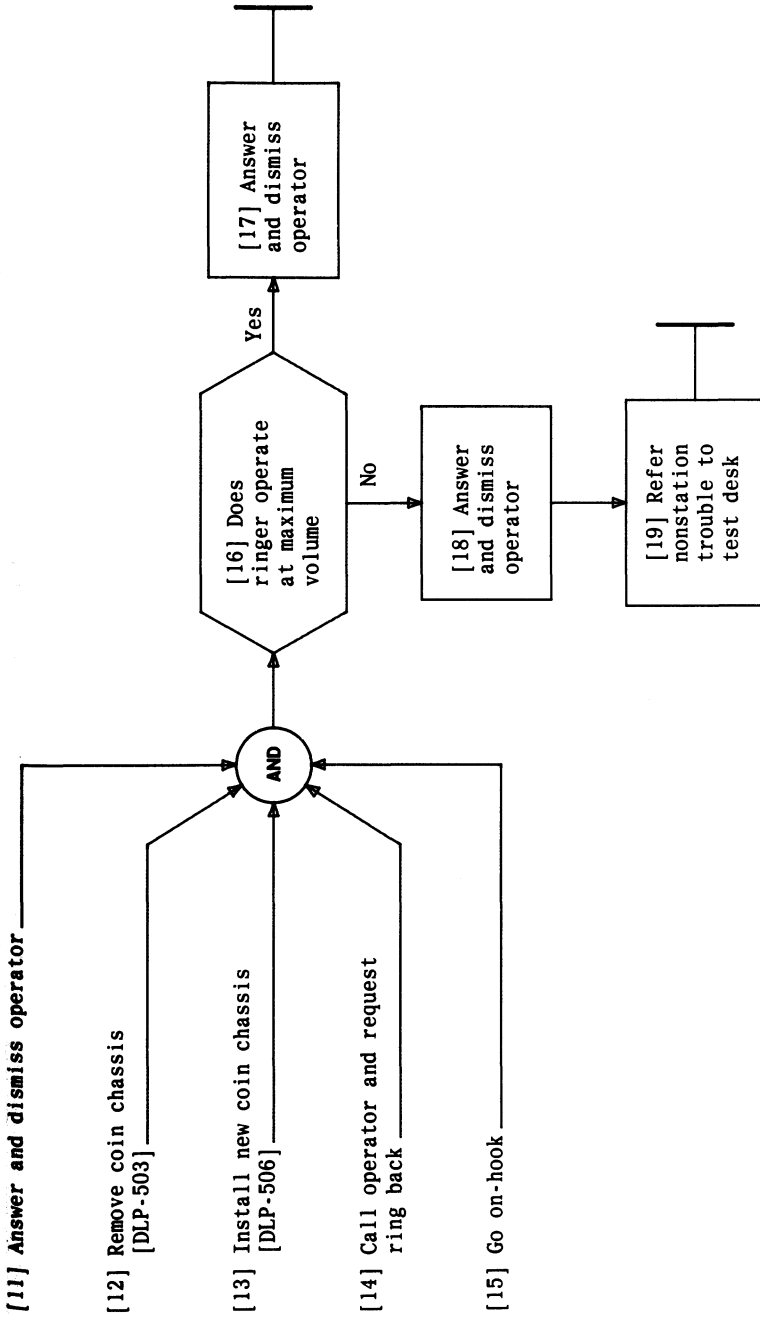 [11] Answer and dismiss operator
[12] Remove coin chassis
[DLP-503]
[13] Install new coin chassis
[DLP-506]
[14] Call operator and request
ring back
[15] Go on-hook
AND
[16] Does
ringer operate
at maximum
volume
Yes
[17] Answer
and dismiss
operator
No
[18] Answer
and dismiss
operator
[19] Refer
nonstation
trouble to
test desk